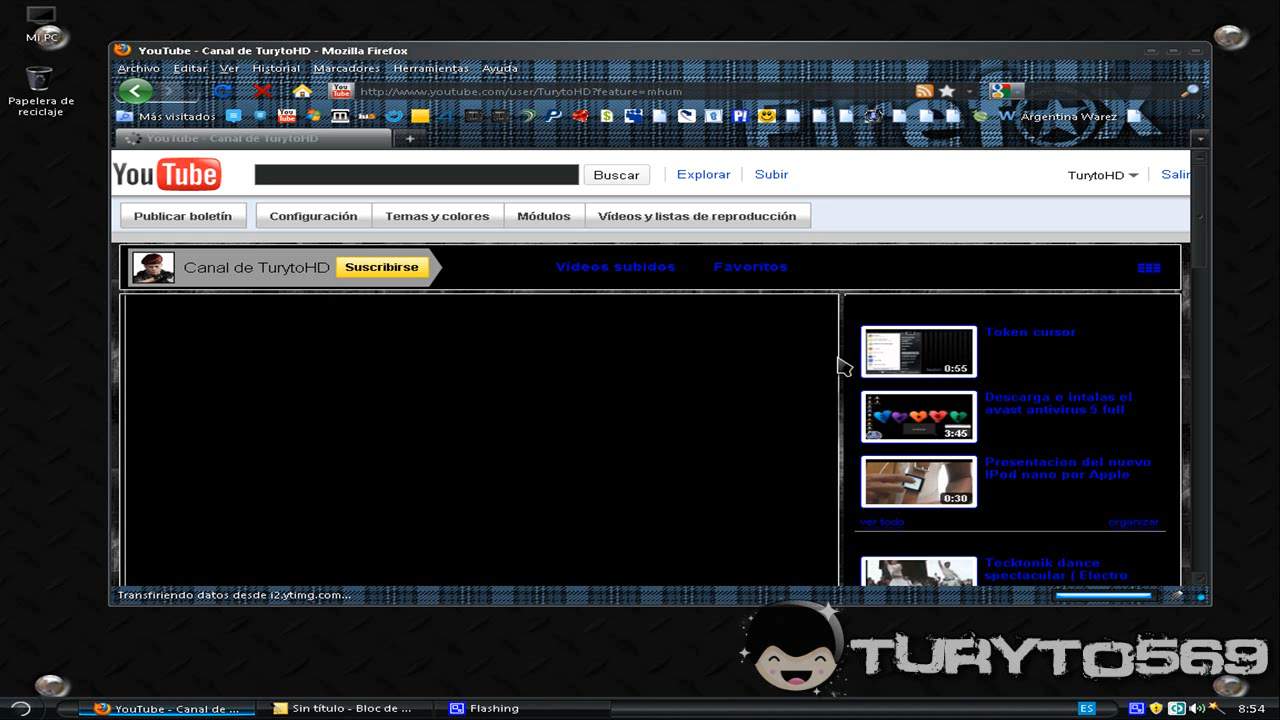 Mi PC
Papelera de
reciclaje
YouTube - Canal de TurytoHD - Mozilla Firefox
Archivo Editar Ver Historial Marcadores Herramientas Ayuda
You
Tube
http://www.youtube.com/user/TurytoHD?feature=mhum
Más visitados
Argentina Warez
Firefox
YouTube - Canal de TurytoHD
YouTube
Buscar
Explorar
Subir
TurytoHD
Salir
Publicar boletín
Configuración
Temas y colores
Módulos
Vídeos y listas de reproducción
Canal de TurytoHD
Suscribirse
Vídeos subidos
Favoritos
Token cursor
0:55
Descarga e intalas el
avast antivirus 5 full
3:45
Presentacion del nuevo
IPod nano por Apple
0:30
ver todo
organizar
Tecktonik dance
spectacular ( Electro
Transfiriendo datos desde i2.ytimg.com...
TURYTO569
YouTube - Canal de ...
Sin título - Bloc de ...
Flashing
ES
8:54